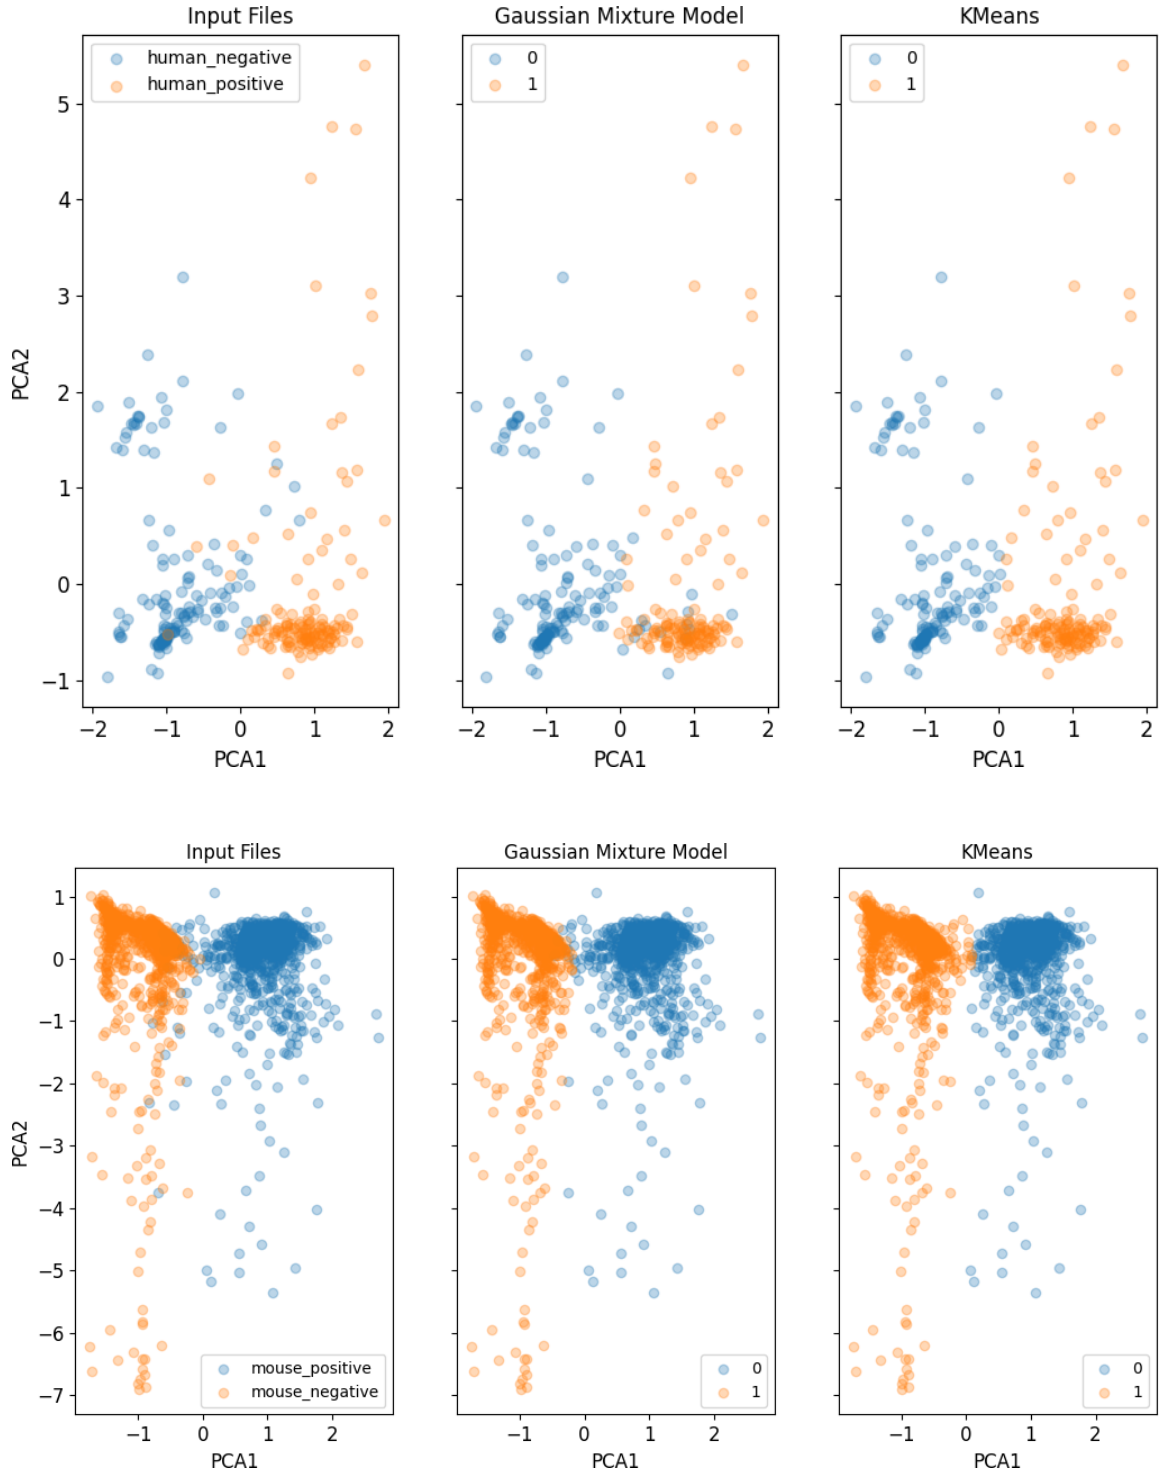 Input Files
Gaussian Mixture Model
KMeans
human_negative
human_positive
0
1
0
1
5
4
3
2
1
0
−1
PCA2
−2 −1 0 1 2
−2 −1 0 1 2
−2 −1 0 1 2
PCA1
PCA1
PCA1
Input Files
Gaussian Mixture Model
KMeans
1
0
−1
−2
−3
−4
−5
−6
−7
PCA2
mouse_positive
mouse_negative
0
1
0
1
−1 0 1 2
−1 0 1 2
−1 0 1 2
PCA1
PCA1
PCA1